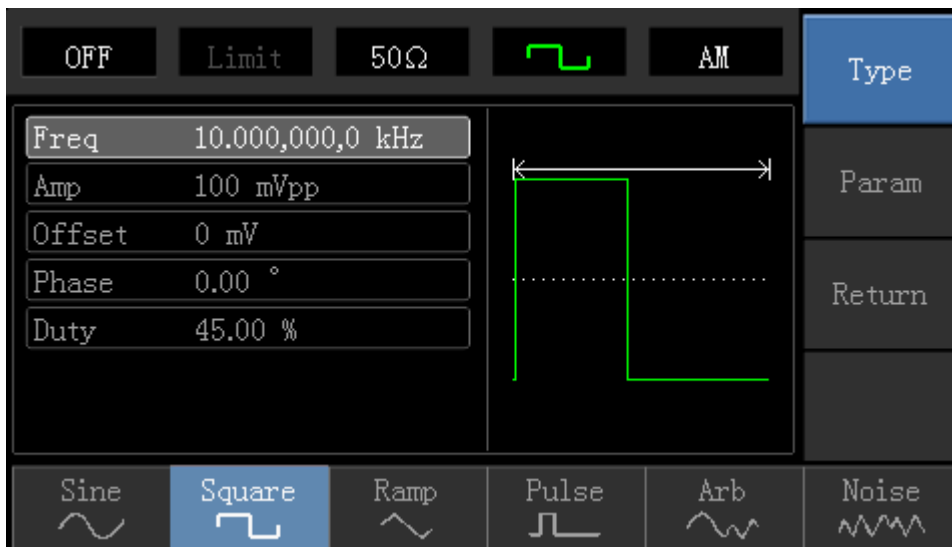 OFF Limit 50Ω AM Type
Freq 10.000,000,0 kHz
Amp 100 mVpp
Param
Offset 0 mV
Phase 0.00 °
Return
Duty 45.00 %
Sine Square Ramp Pulse Arb Noise